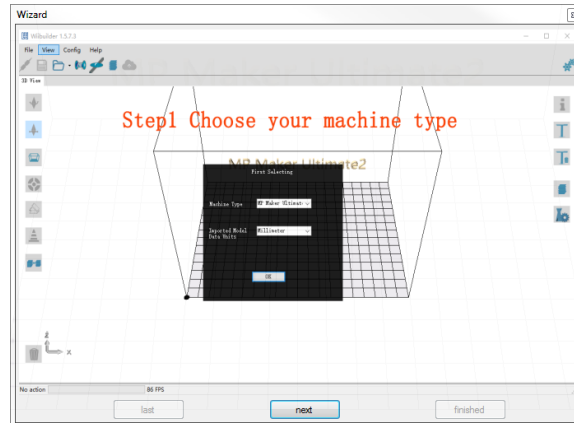 Wizard
Wiibuilder 1.5.7.3
File View Config Help
3D View
Step1 Choose your machine type
MP Maker Ultimate2
First Selecting
Machine Type MP Maker Ultimate
Imported Model
Data Units Millimeter
OK
Z
X
No action 86 FPS
last next finished